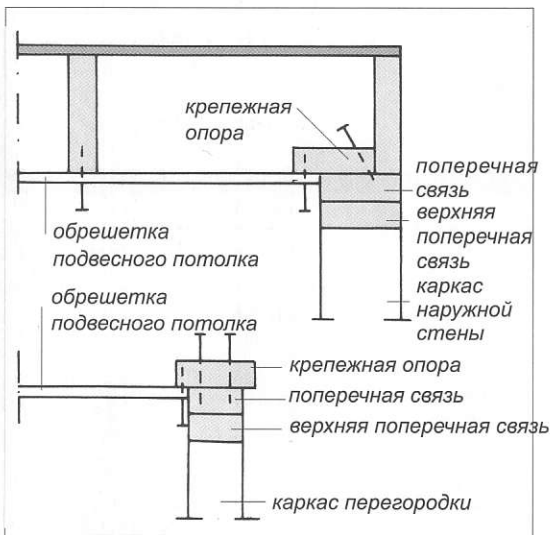 крепежная
опора
поперечная
связь
верхняя
поперечная
связь
каркас
наружной
стены
обрешетка
подвесного потолка
обрешетка
подвесного потолка
крепежная опора
поперечная связь
верхняя поперечная связь
каркас перегородки